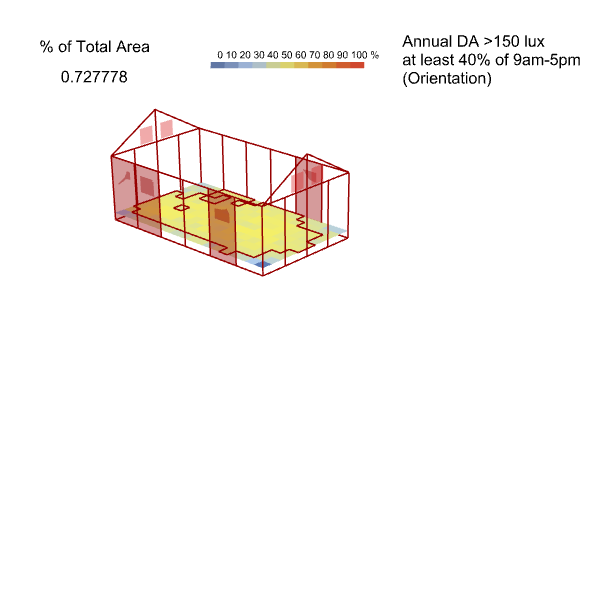 % of Total Area
0.727778
0 10 20 30 40 50 60 70 80 90 100 %
Annual DA >150 lux
at least 40% of 9am-5pm
(Orientation)